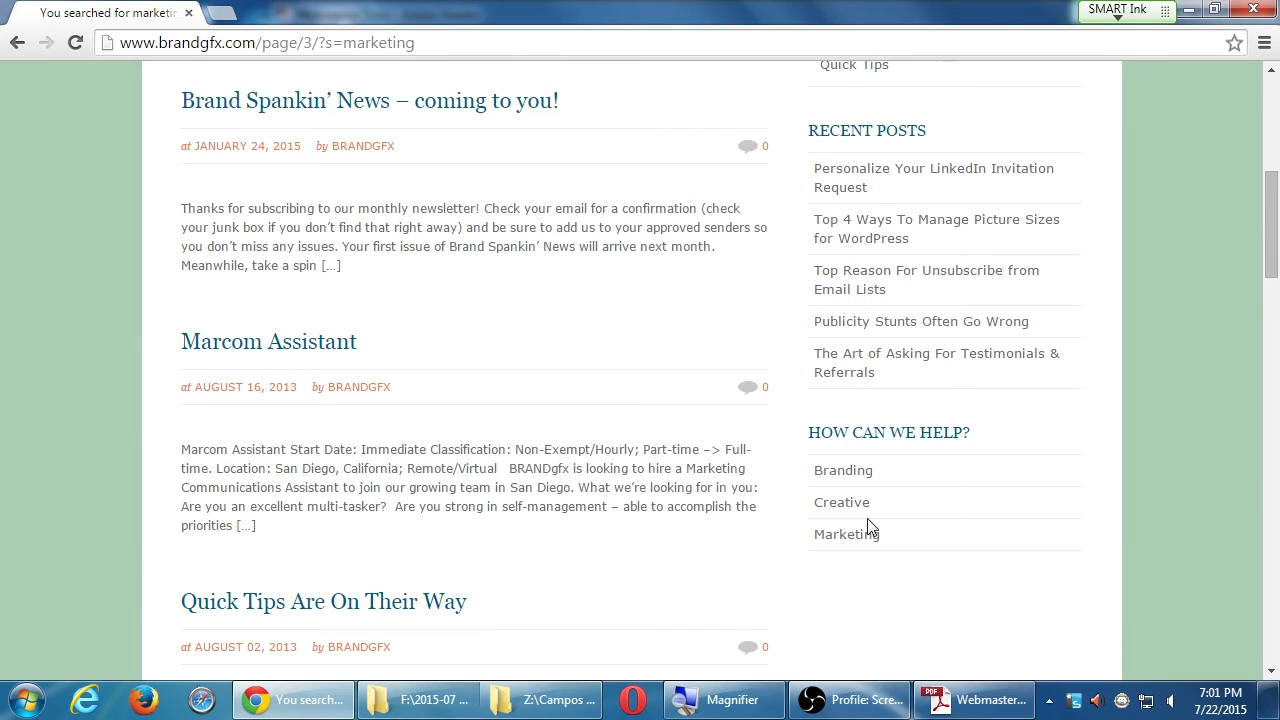 You searched for marketin
SMART Ink
www.brandgfx.com/page/3/?s=marketing
Brand Spankin' News – coming to you!
at JANUARY 24, 2015 by BRANDGFX
0
Thanks for subscribing to our monthly newsletter! Check your email for a confirmation (check
your junk box if you don't find that right away) and be sure to add us to your approved senders so
you don't miss any issues. Your first issue of Brand Spankin' News will arrive next month.
Meanwhile, take a spin […]
Marcom Assistant
at AUGUST 16, 2013 by BRANDGFX
0
Marcom Assistant Start Date: Immediate Classification: Non-Exempt/Hourly; Part-time –> Full-
time. Location: San Diego, California; Remote/Virtual BRANDgfx is looking to hire a Marketing
Communications Assistant to join our growing team in San Diego. What we're looking for in you:
Are you an excellent multi-tasker? Are you strong in self-management – able to accomplish the
priorities […]
Quick Tips Are On Their Way
at AUGUST 02, 2013 by BRANDGFX
0
Quick Tips
RECENT POSTS
Personalize Your LinkedIn Invitation
Request
Top 4 Ways To Manage Picture Sizes
for WordPress
Top Reason For Unsubscribe from
Email Lists
Publicity Stunts Often Go Wrong
The Art of Asking For Testimonials &
Referrals
HOW CAN WE HELP?
Branding
Creative
Marketing
You search...
F:\2015-07 ...
Z:\Campos ...
Magnifier
Profile: Scre...
PDF
Webmaster...
7:01 PM
7/22/2015